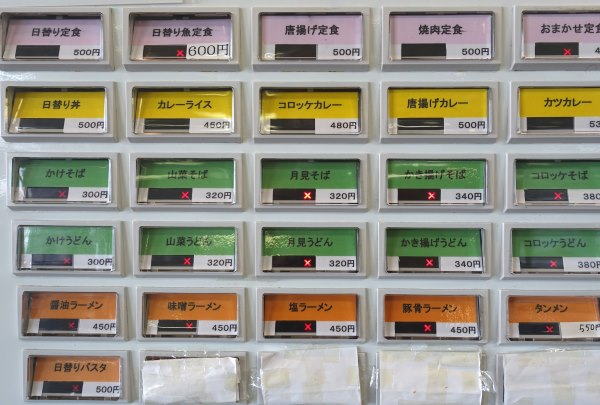 日替り定食 日替り魚定食 唐揚げ定食 焼肉定食 おまかせ定食
500円 × 600円 500円 500円 × 4
日替り丼 カレーライス コロッケカレー 唐揚げカレー カツカレー
500円 450円 480円 500円 53
かけそば 山菜そば 月見そば かき揚げそば コロッケそば
× 300円 × 320円 × 320円 × 340円 × 380
かけうどん 山菜うどん 月見うどん かき揚げうどん コロッケうどん
× 300円 × 320円 × 320円 × 340円 × 380円
醤油ラーメン 味噌ラーメン 塩ラーメン 豚骨ラーメン タンメン
× 450円 × 450円 × 450円 × 450円 × 550円
日替りパスタ
× 500円